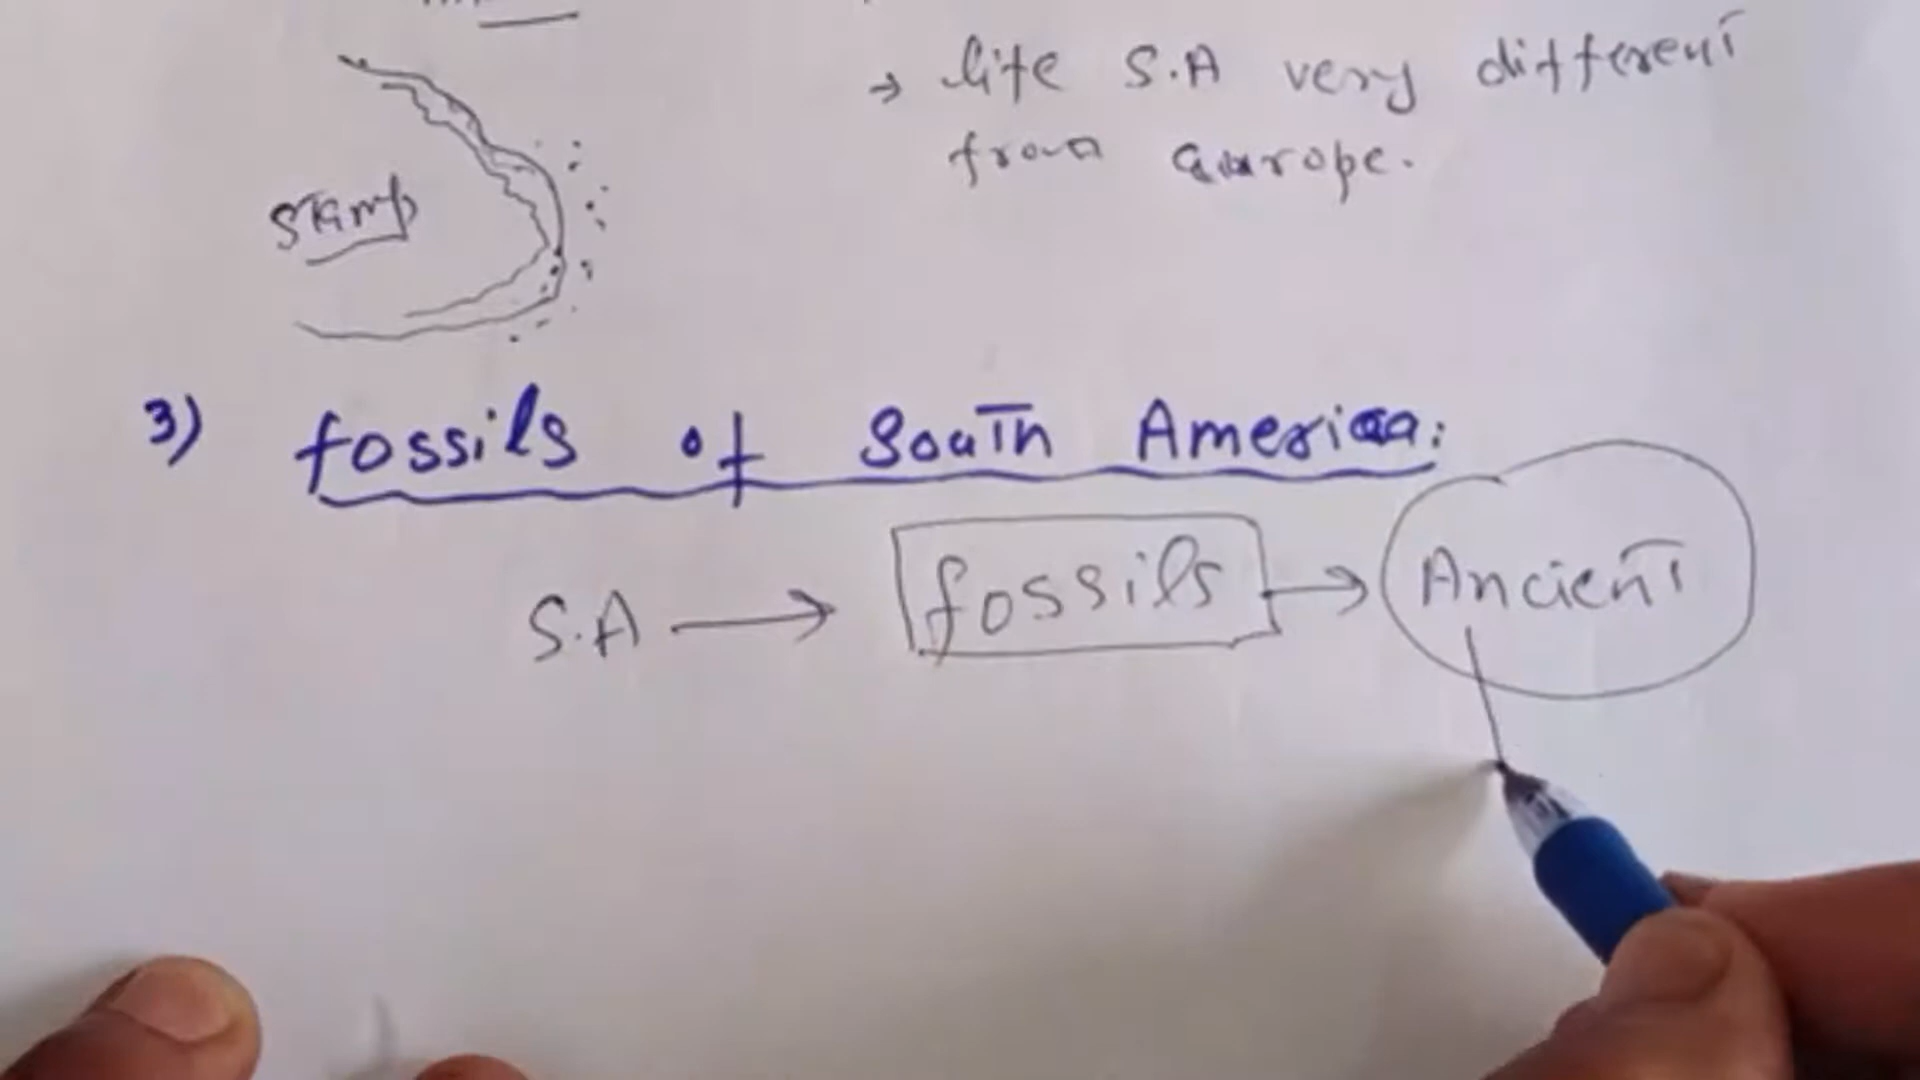 → life S.A very different
from Europe.
Stamp
3) fossils of South America:
S.A → fossils → Ancient